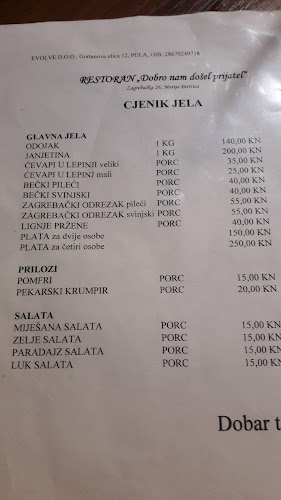 EVOLVE D.O.O., Gortanova ulica 12, PULA, OIB: 28670249718
RESTORAN „Dobro nam došel prijatel"
Zagrebačka 26, Marija Bistrica
CJENIK JELA
GLAVNA JELA
ODOJAK 1 KG 140,00 KN
JANJETINA 1 KG 200,00 KN
ĆEVAPI U LEPINJI veliki PORC 35,00 KN
ĆEVAPI U LEPINJI mali PORC 25,00 KN
BEČKI PILEĆI PORC 40,00 KN
BEČKI SVINJSKI PORC 40,00 KN
ZAGREBAČKI ODREZAK pileći PORC 55,00 KN
ZAGREBAČKI ODREZAK svinjski PORC 55,00 KN
LIGNJE PRŽENE PORC 40,00 KN
PLATA za dvije osobe 150,00 KN
PLATA za četiri osobe 250,00 KN
PRILOZI
POMFRI PORC 15,00 KN
PEKARSKI KRUMPIR PORC 20,00 KN
SALATA
MIJEŠANA SALATA PORC 15,00 KN
ZELJE SALATA PORC 15,00 KN
PARADAJZ SALATA PORC 15,00 KN
LUK SALATA PORC 15,00 KN
Dobar t